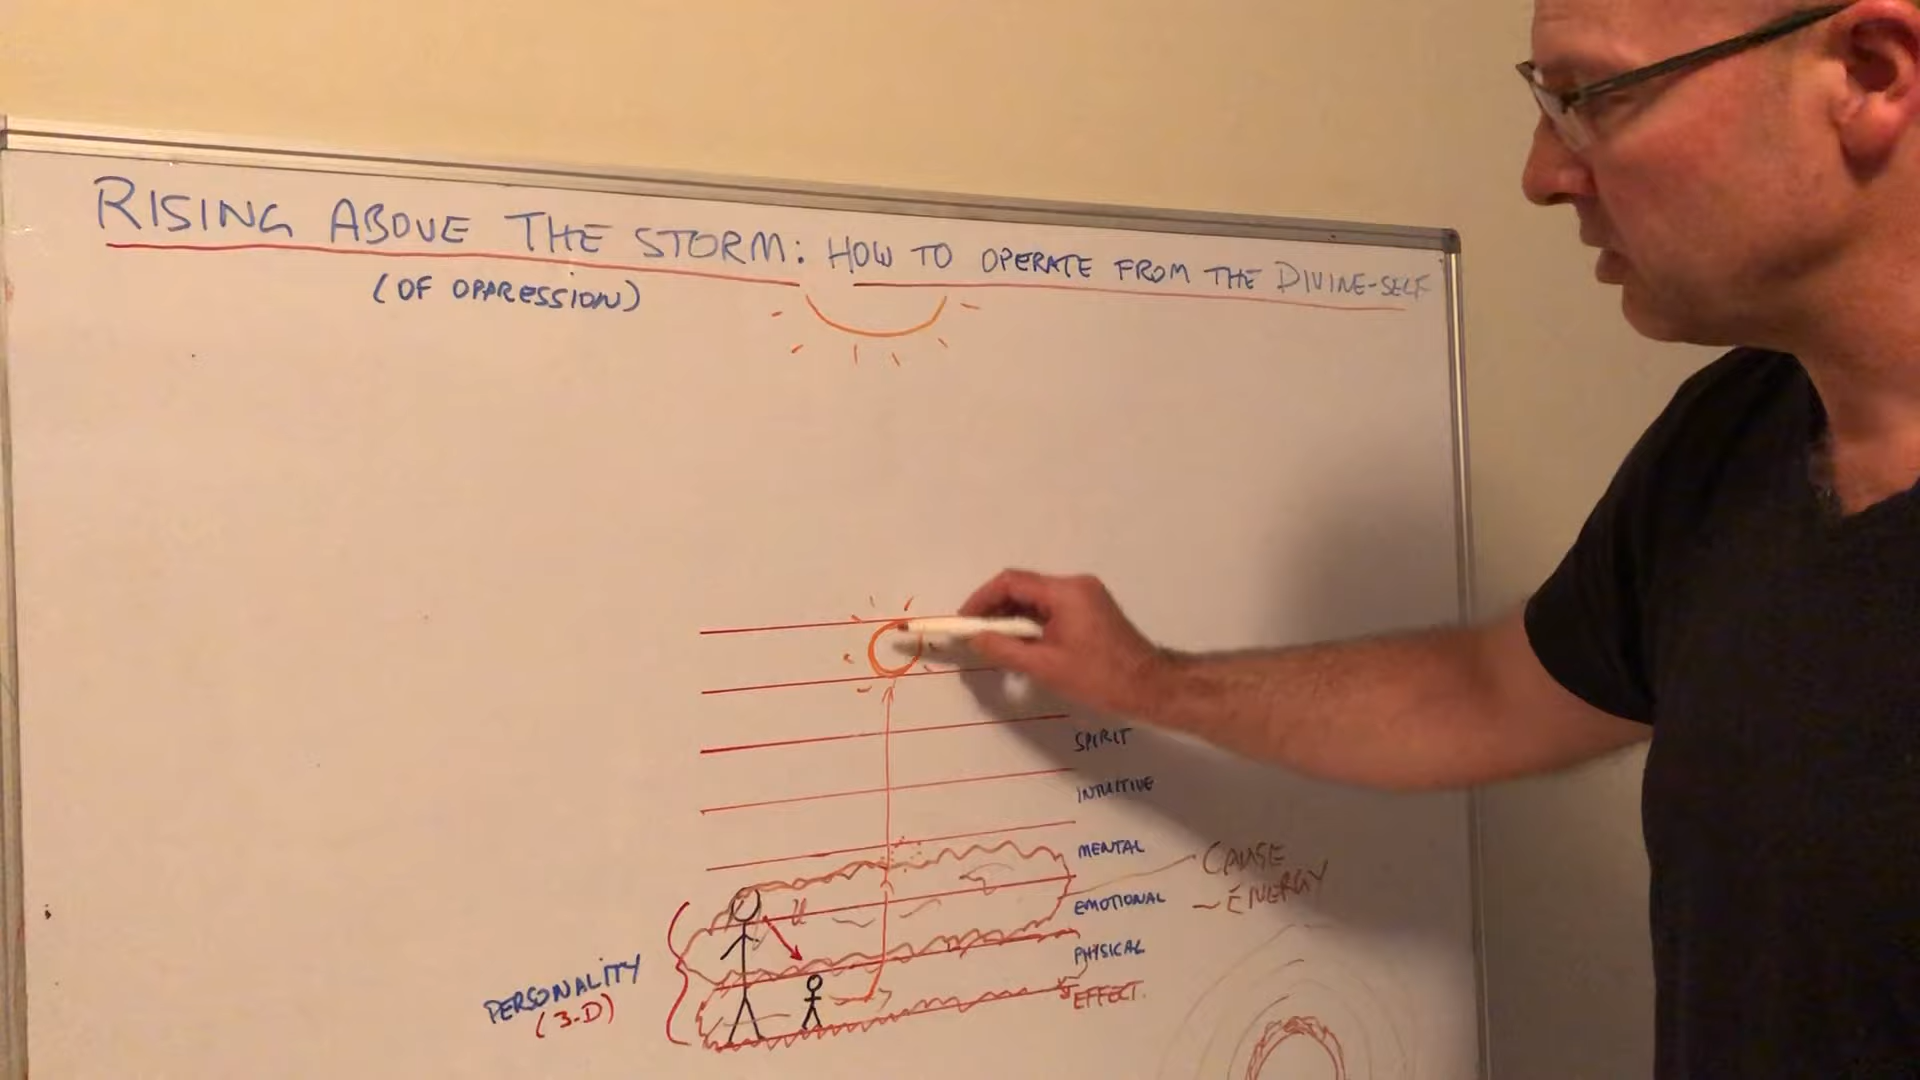 RISING ABOVE THE STORM: HOW TO OPERATE FROM THE DIVINE-SELF
(OF OPPRESSION)
SPIRIT
INTUITIVE
MENTAL
CAUSE
EMOTIONAL - ENERGY
PHYSICAL
PERSONALITY
(3-D)
EFFECT.